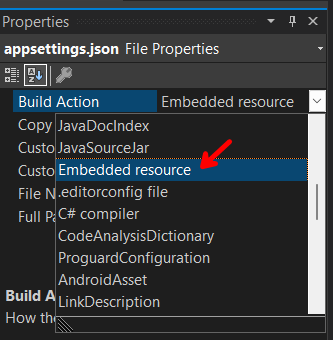 Properties
appsettings.json File Properties
Build Action Embedded resource
Copy
JavaDocIndex
Custo
JavaSourceJar
Custo
Embedded resource
File N
.editorconfig file
Full Pa
C# compiler
CodeAnalysisDictionary
ProguardConfiguration
AndroidAsset
Build A
LinkDescription
How the